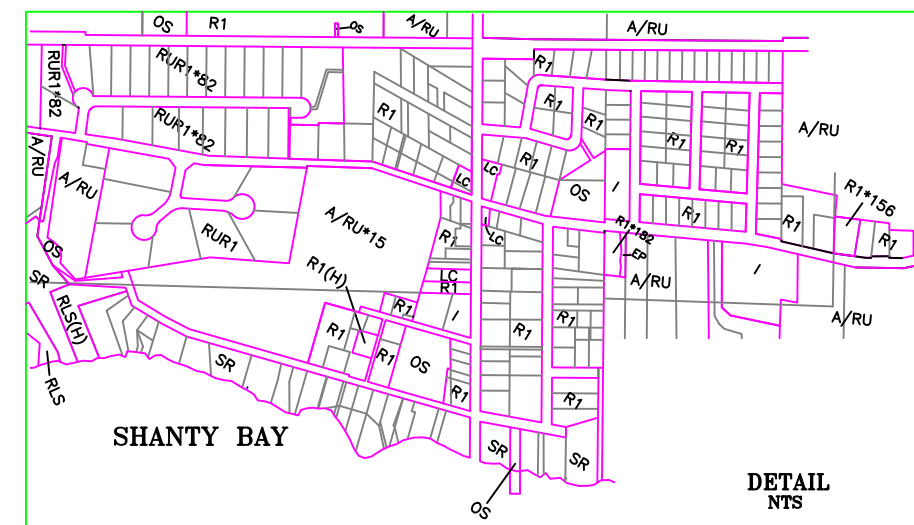 OS
R1
OS
A/RU
A/RU
RUR1*82
RUR1*82
R1
R1
R1
R1
RUR1*82
R1
R1
A/RU
A/RU
A/RU
LC
LC
R1
OS
I
R1
R1
R1*156
A/RU*15
RUR1
R1
LC
R1*182
EP
R1
R1
OS
SR
R1(H)
LC
R1
A/RU
I
RLS(H)
R1
R1
I
R1
R1
A/RU
SR
R1
OS
RLS
R1
R1
SHANTY BAY
SR
SR
OS
DETAIL
NTS